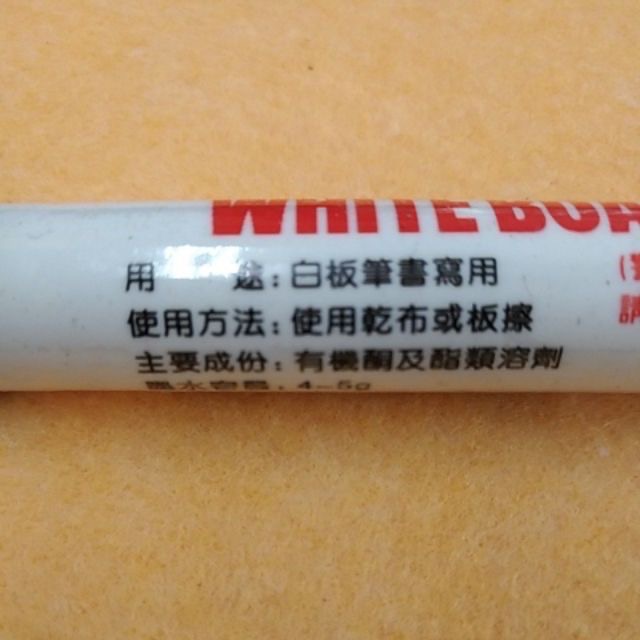 WHITE BOA
用　　途：白板筆書寫用
使用方法：使用乾布或板擦
主要成份：有機酮及酯類溶劑
墨水容量：4~5g